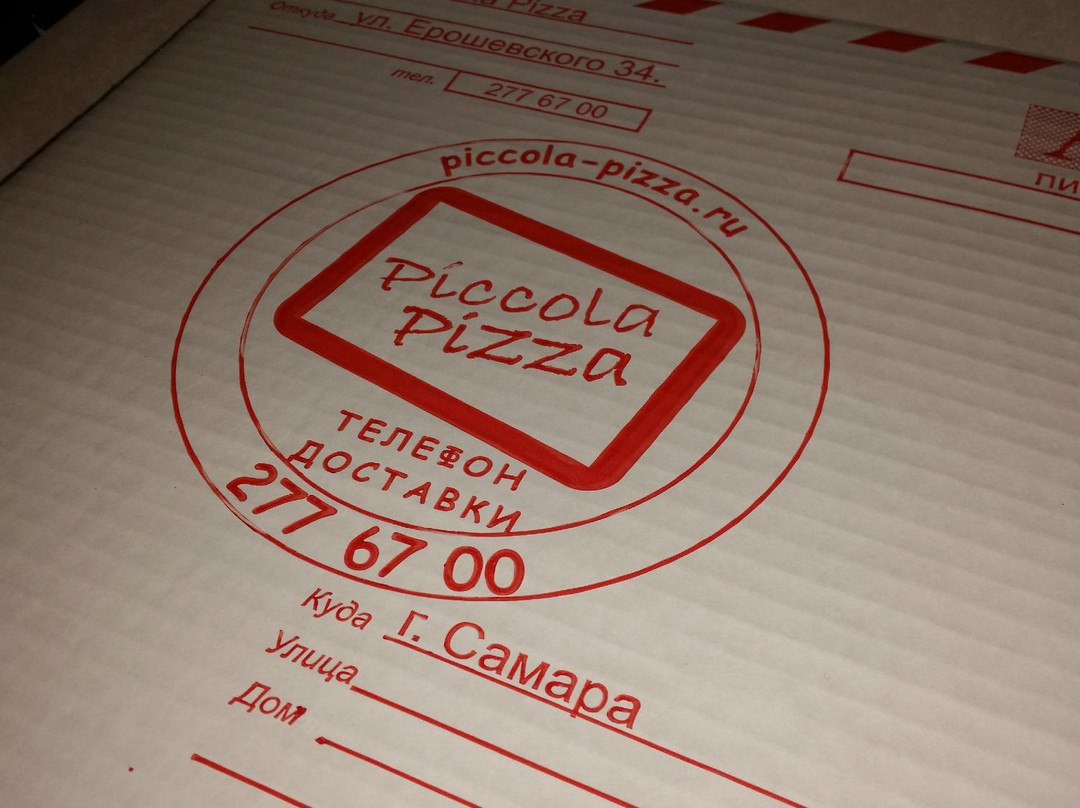 Pizza
Откуда ул. Ерошевского 34.
тел. 277 67 00
piccola-pizza.ru
Piccola
Pizza
ТЕЛЕФОН
ДОСТАВКИ
277 67 00
Куда г. Самара
Улица
Дом